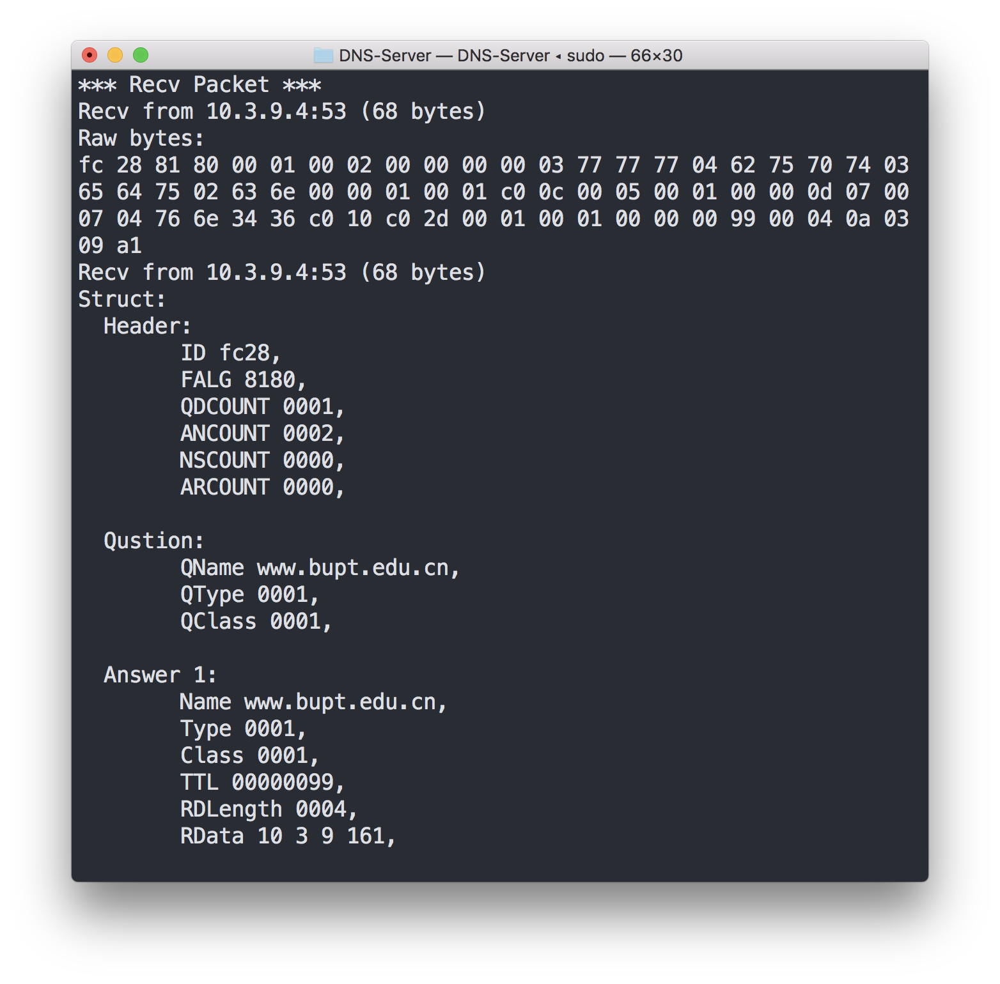 DNS-Server — DNS-Server ◂ sudo — 66×30
*** Recv Packet ***
Recv from 10.3.9.4:53 (68 bytes)
Raw bytes:
fc 28 81 80 00 01 00 02 00 00 00 00 03 77 77 77 04 62 75 70 74 03
65 64 75 02 63 6e 00 00 01 00 01 c0 0c 00 05 00 01 00 00 0d 07 00
07 04 76 6e 34 36 c0 10 c0 2d 00 01 00 01 00 00 00 99 00 04 0a 03
09 a1
Recv from 10.3.9.4:53 (68 bytes)
Struct:
Header:
ID fc28,
FALG 8180,
QDCOUNT 0001,
ANCOUNT 0002,
NSCOUNT 0000,
ARCOUNT 0000,
Qustion:
QName www.bupt.edu.cn,
QType 0001,
QClass 0001,
Answer 1:
Name www.bupt.edu.cn,
Type 0001,
Class 0001,
TTL 00000099,
RDLength 0004,
RData 10 3 9 161,